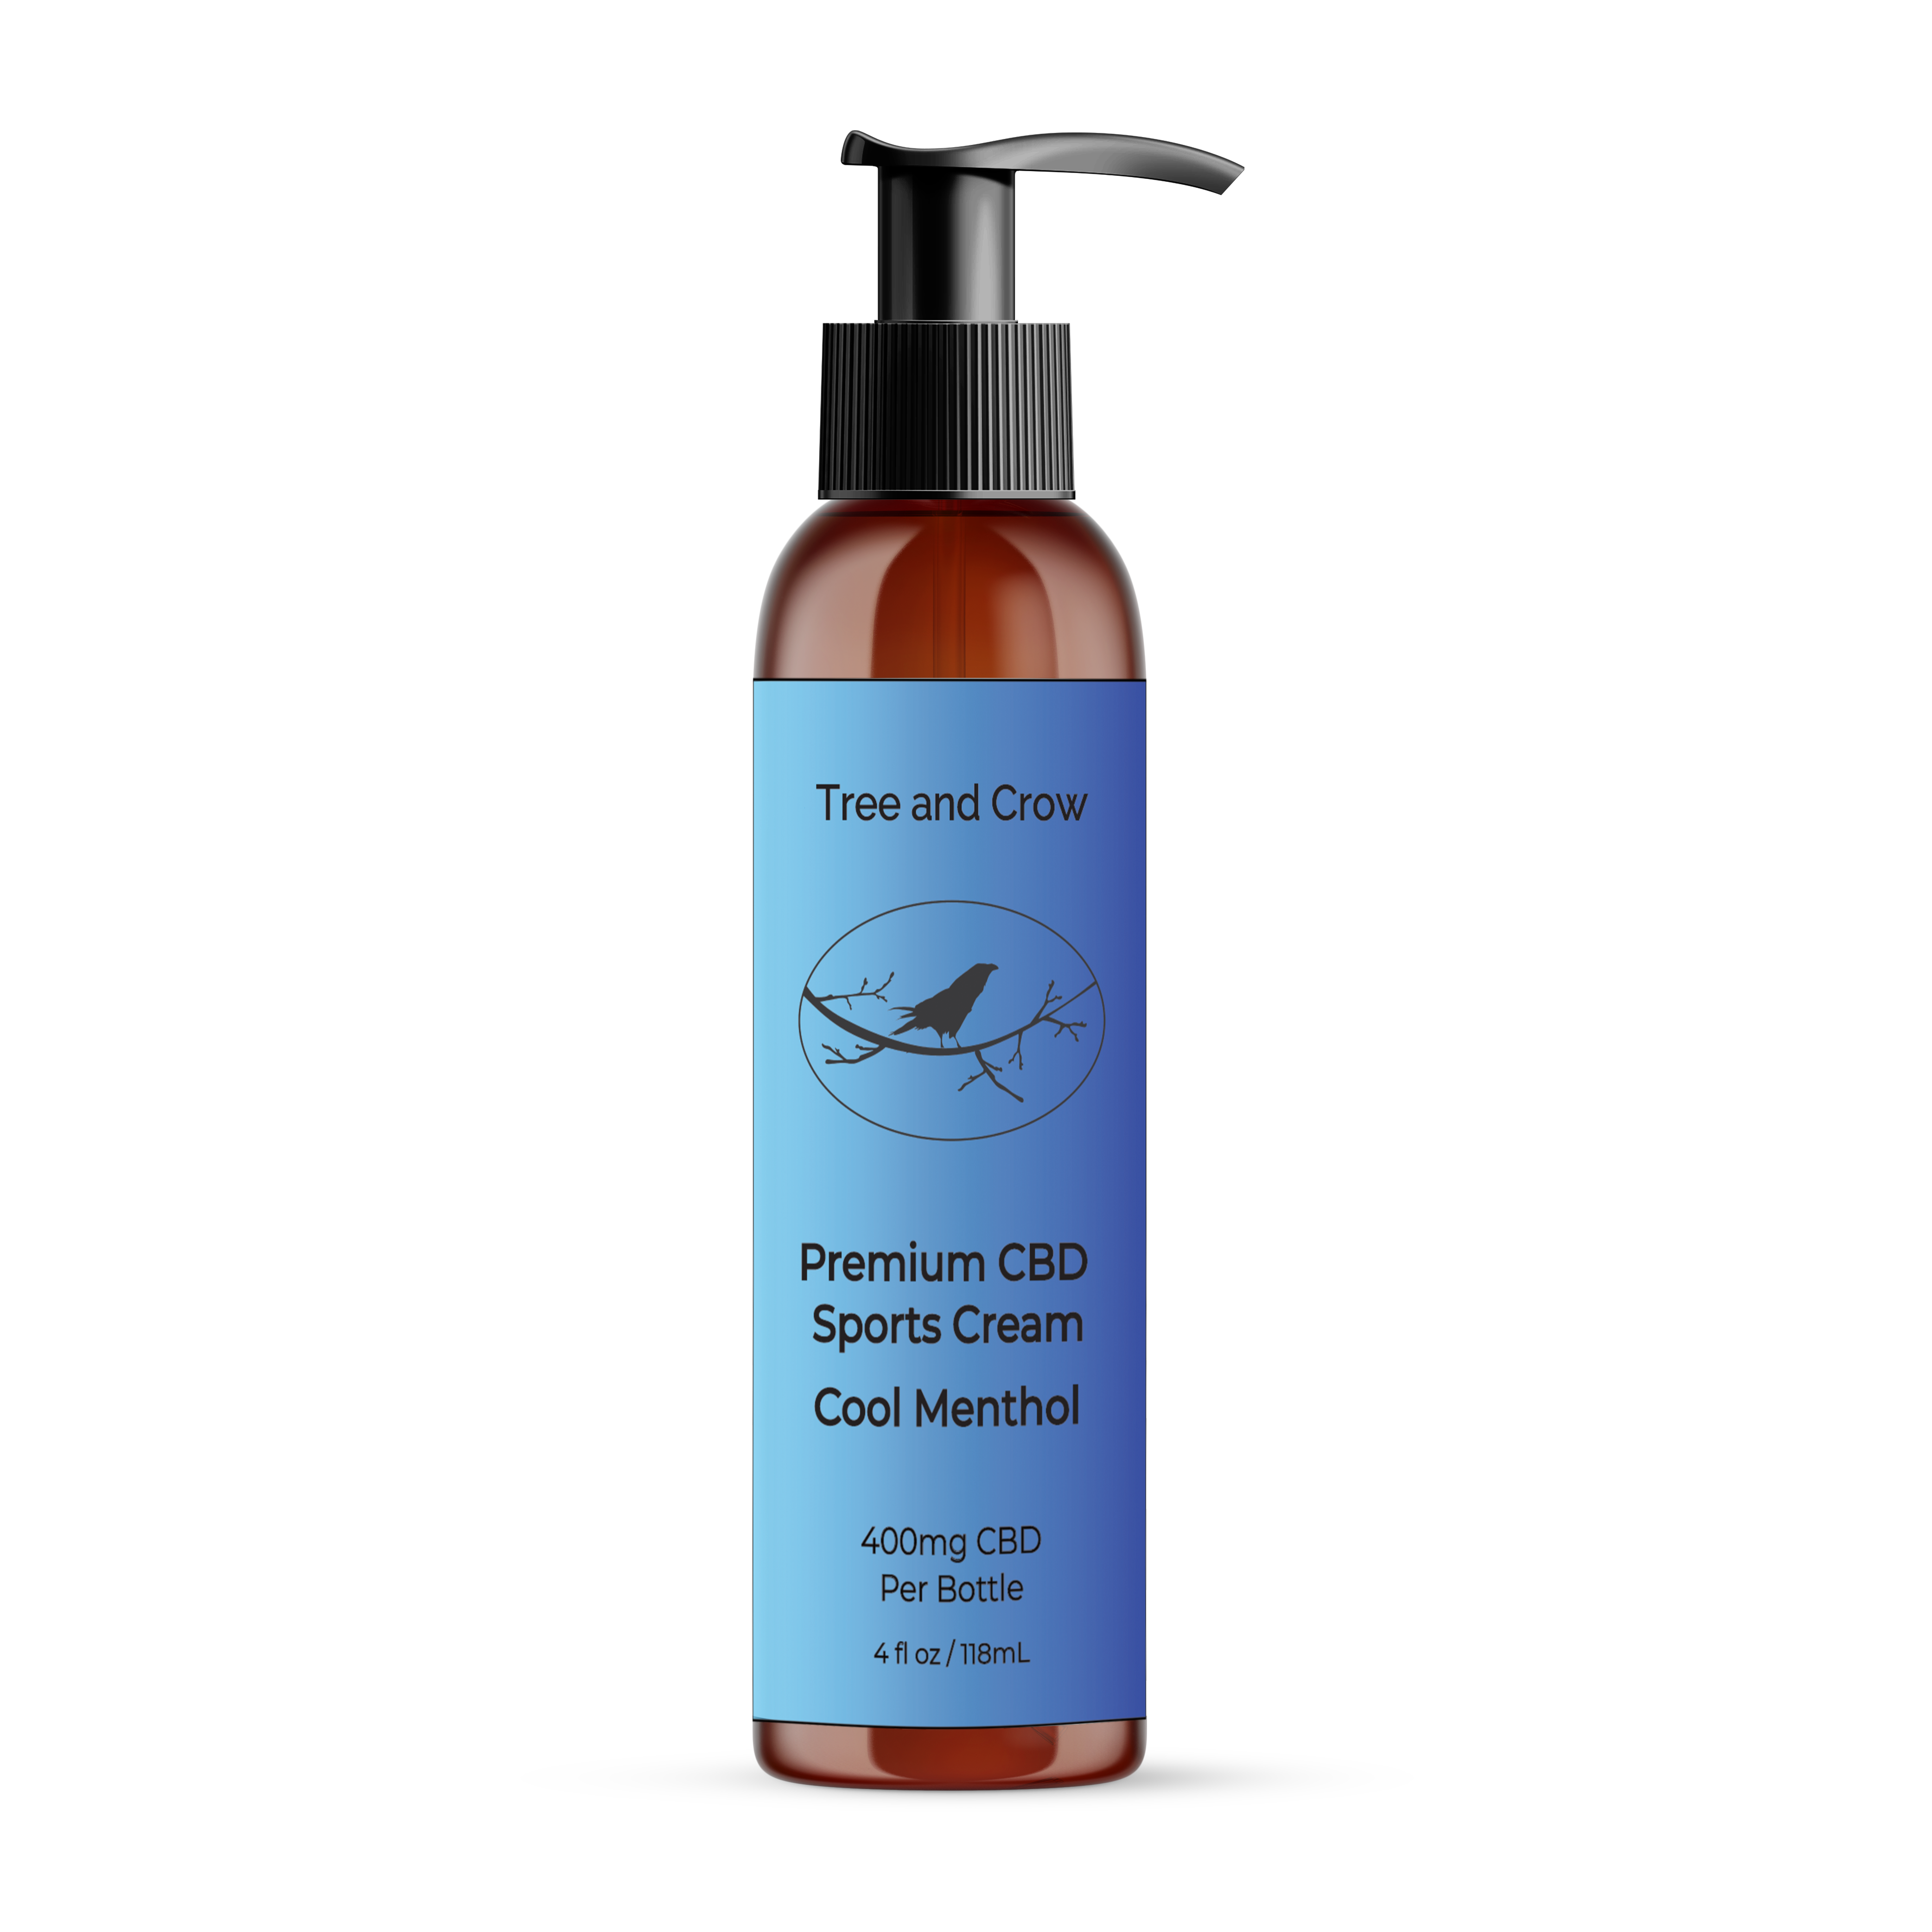 Tree and Crow
Premium CBD
Sports Cream
Cool Menthol
400mg CBD
Per Bottle
4 fl oz / 118mL